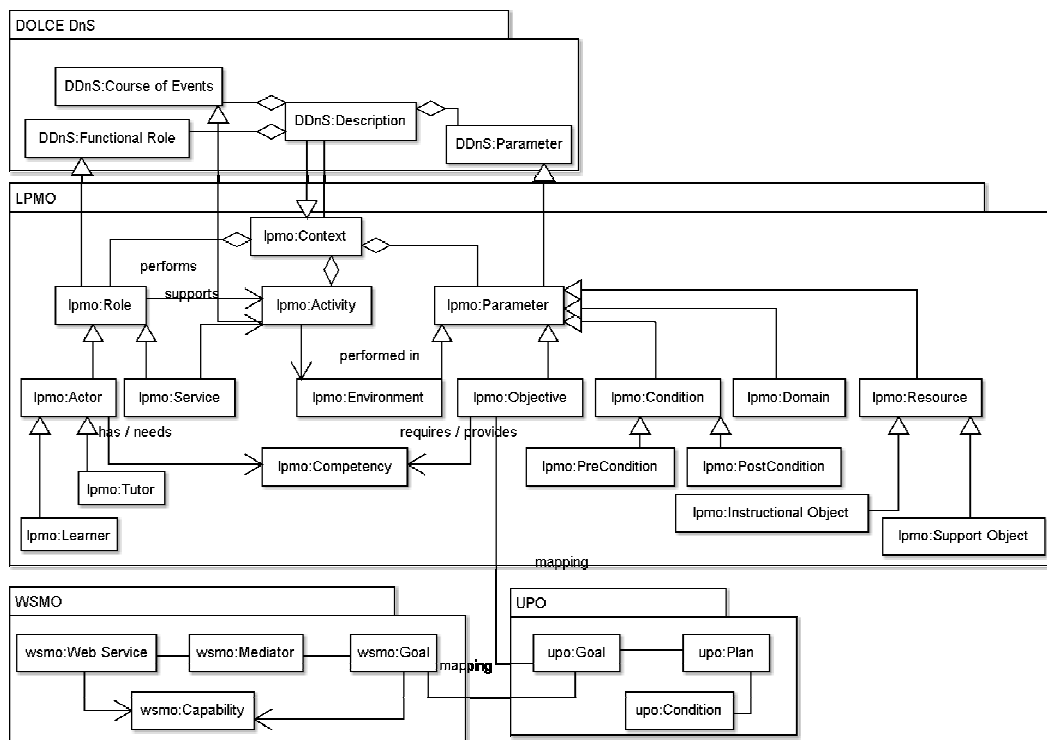 DOLCE DnS
DDnS:Course of Events
DDnS:Description
DDnS:Functional Role
DDnS:Parameter
LPMO
lpmo:Context
performs
supports
lpmo:Role
lpmo:Activity
lpmo:Parameter
performed in
lpmo:Actor
lpmo:Service
lpmo:Environment
lpmo:Objective
lpmo:Condition
lpmo:Domain
lpmo:Resource
has / needs
requires / provides
lpmo:Competency
lpmo:PreCondition
lpmo:PostCondition
lpmo:Tutor
lpmo:Instructional Object
lpmo:Learner
lpmo:Support Object
mapping
WSMO
UPO
wsmo:Web Service
wsmo:Mediator
wsmo:Goal
mapping
upo:Goal
upo:Plan
wsmo:Capability
upo:Condition